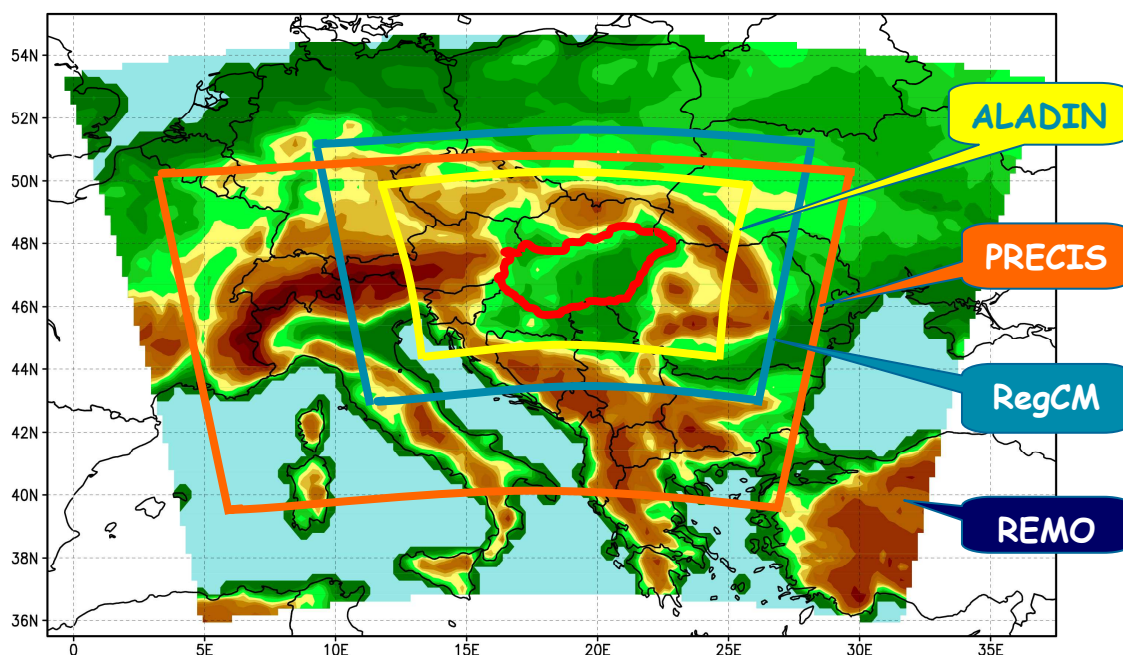 54N
52N
50N
48N
46N
44N
42N
40N
38N
36N
0
5E
10E
15E
20E
25E
30E
35E
ALADIN
PRECIS
RegCM
REMO